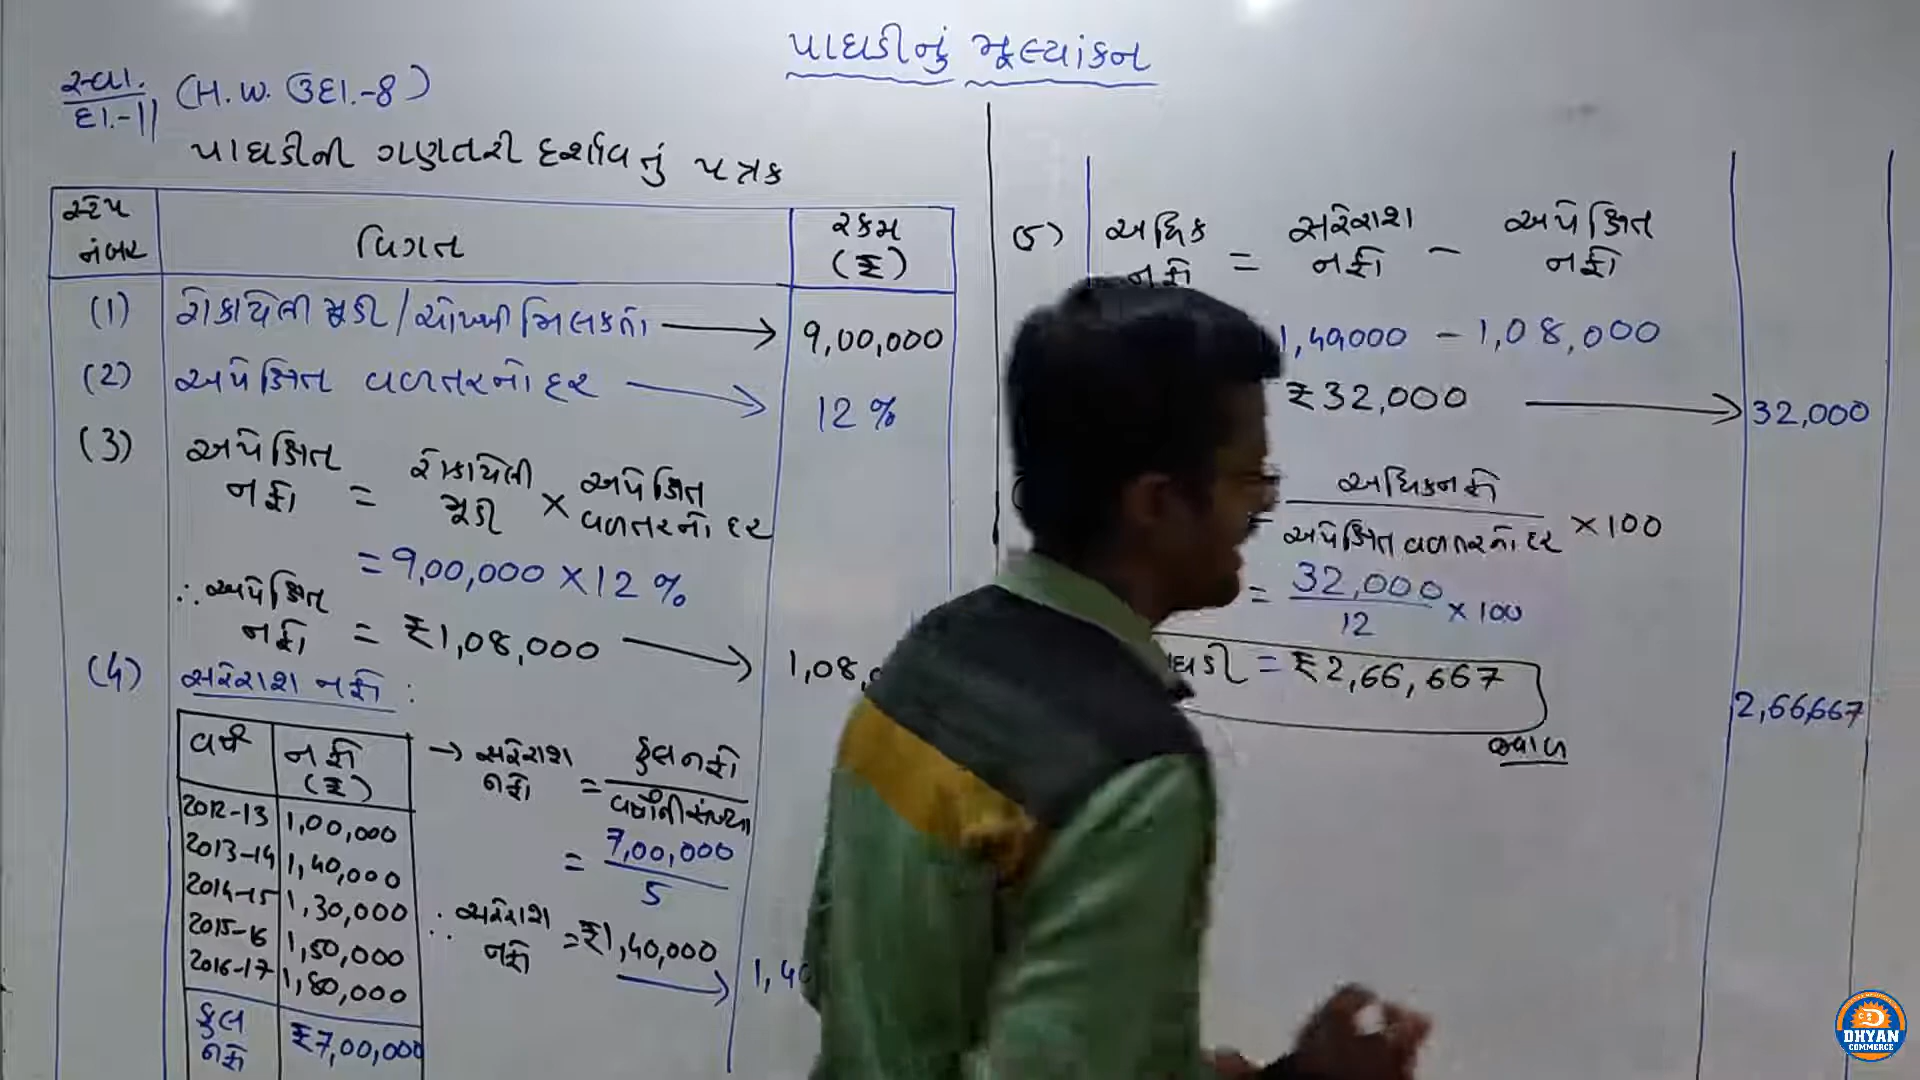 પાઘડીનું મૂલ્યાંકન
સ્વા.
દા.-11 (H.W. ઉદા.-8)
પાઘડીની ગણતરી દર્શાવતું પત્રક
સ્ટેપ નંબર | વિગત | રકમ (₹)
(1) રોકાયેલી મૂડી/ચોખ્ખી મિલકતો → 9,00,000
(2) અપેક્ષિત વળતરનો દર → 12 %
(3) અપેક્ષિત નફો = રોકાયેલી મૂડી × અપેક્ષિત વળતરનો દર
= 9,00,000 × 12 %
∴ અપેક્ષિત નફો = ₹1,08,000 → 1,08,
(4) સરેરાશ નફો :
વર્ષ | નફો (₹)
2012-13 | 1,00,000
2013-14 | 1,40,000
2014-15 | 1,30,000
2015-16 | 1,50,000
2016-17 | 1,80,000
કુલ નફો | ₹7,00,000
→ સરેરાશ નફો = કુલ નફો / વર્ષોની સંખ્યા
= 7,00,000 / 5
∴ સરેરાશ નફો = ₹1,40,000 → 1,40
(5) અધિક નફો = સરેરાશ નફો - અપેક્ષિત નફો
1,40,000 - 1,08,000
₹32,000 → 32,000
= અધિક નફો / અપેક્ષિત વળતરનો દર × 100
= 32,000 / 12 × 100
ઘડી = ₹2,66,667
2,66,667
જવાબ
DHYAN
COMMERCE